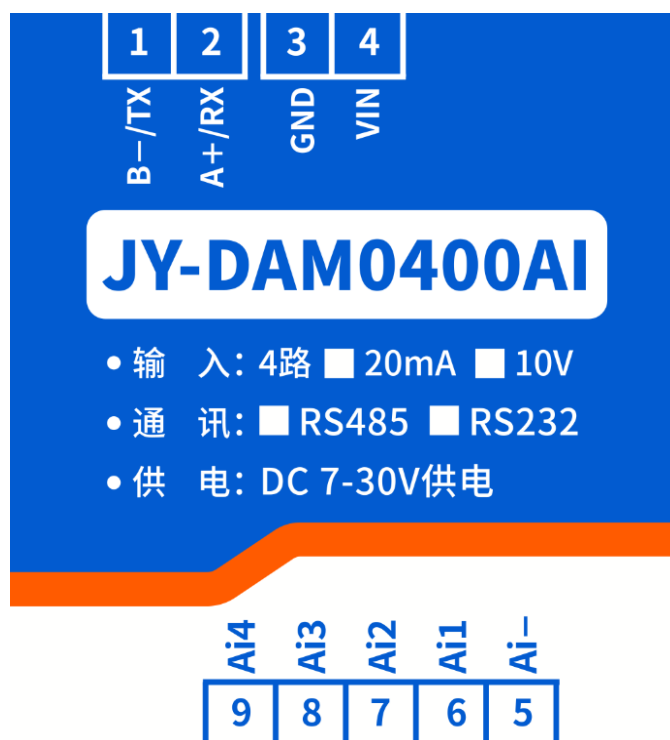 1 2 3 4
B－/TX A＋/RX GND VIN
JY-DAM0400AI
● 输 入：4路 ■ 20mA ■ 10V
● 通 讯：■ RS485 ■ RS232
● 供 电：DC 7-30V供电
Ai4 Ai3 Ai2 Ai1 Ai－
9 8 7 6 5